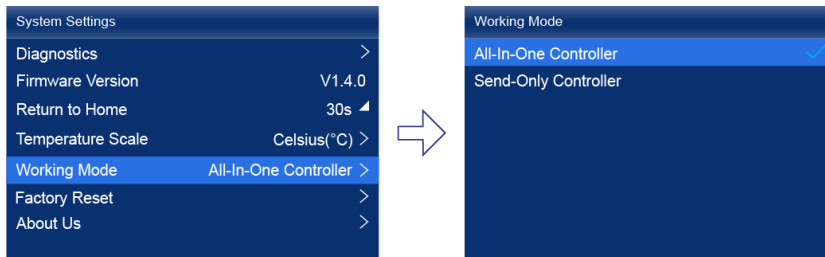 System Settings
Diagnostics >
Firmware Version V1.4.0
Return to Home 30s
Temperature Scale Celsius(°C) >
Working Mode All-In-One Controller >
Factory Reset >
About Us >
Working Mode
All-In-One Controller
Send-Only Controller